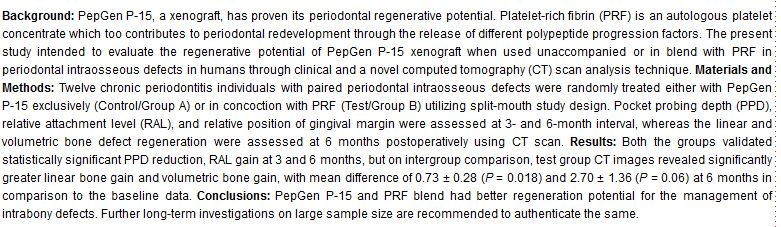 Background: PepGen P-15, a xenograft, has proven its periodontal regenerative potential. Platelet-rich fibrin (PRF) is an autologous platelet
concentrate which too contributes to periodontal redevelopment through the release of different polypeptide progression factors. The present
study intended to evaluate the regenerative potential of PepGen P-15 xenograft when used unaccompanied or in blend with PRF in
periodontal intraosseous defects in humans through clinical and a novel computed tomography (CT) scan analysis technique. Materials and
Methods: Twelve chronic periodontitis individuals with paired periodontal intraosseous defects were randomly treated either with PepGen
P-15 exclusively (Control/Group A) or in concoction with PRF (Test/Group B) utilizing split-mouth study design. Pocket probing depth (PPD),
relative attachment level (RAL), and relative position of gingival margin were assessed at 3- and 6-month interval, whereas the linear and
volumetric bone defect regeneration were assessed at 6 months postoperatively using CT scan. Results: Both the groups validated
statistically significant PPD reduction, RAL gain at 3 and 6 months, but on intergroup comparison, test group CT images revealed significantly
greater linear bone gain and volumetric bone gain, with mean difference of 0.73 ± 0.28 (P = 0.018) and 2.70 ± 1.36 (P = 0.06) at 6 months in
comparison to the baseline data. Conclusions: PepGen P-15 and PRF blend had better regeneration potential for the management of
intrabony defects. Further long-term investigations on large sample size are recommended to authenticate the same.